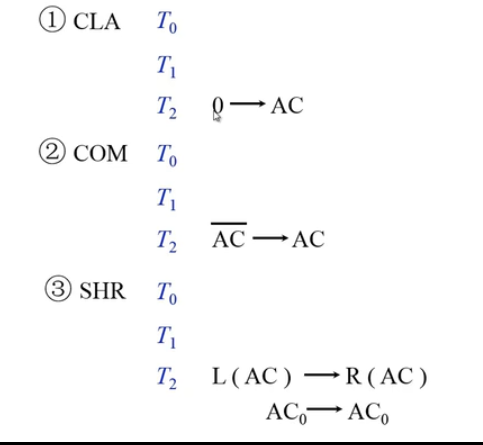 ① CLA T₀
T₁
T₂ 0 → AC
② COM T₀
T₁
T₂ A̅C̅ → AC
③ SHR T₀
T₁
T₂ L ( AC ) → R ( AC )
AC₀ → AC₀